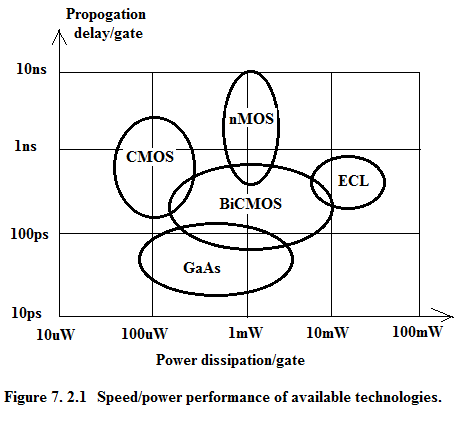 Propogation
delay/gate
10ns
nMOS
1ns
CMOS
ECL
BiCMOS
100ps
GaAs
10ps
10uW 100uW 1mW 10mW 100mW
Power dissipation/gate
Figure 7. 2.1 Speed/power performance of available technologies.